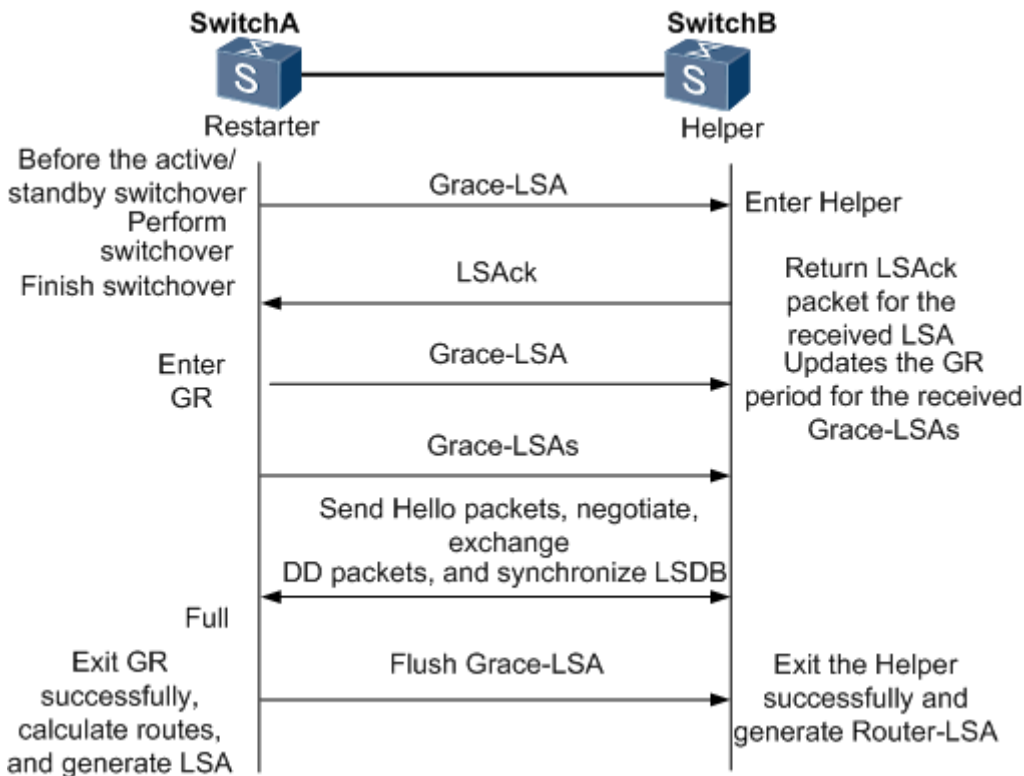 SwitchA
SwitchB
S
S
Restarter
Helper
Before the active/
standby switchover
Perform
switchover
Finish switchover
Grace-LSA
Enter Helper
LSAck
Return LSAck
packet for the
received LSA
Enter
GR
Grace-LSA
Updates the GR
period for the received
Grace-LSAs
Grace-LSAs
Send Hello packets, negotiate,
exchange
DD packets, and synchronize LSDB
Full
Exit GR
successfully,
calculate routes,
and generate LSA
Flush Grace-LSA
Exit the Helper
successfully and
generate Router-LSA